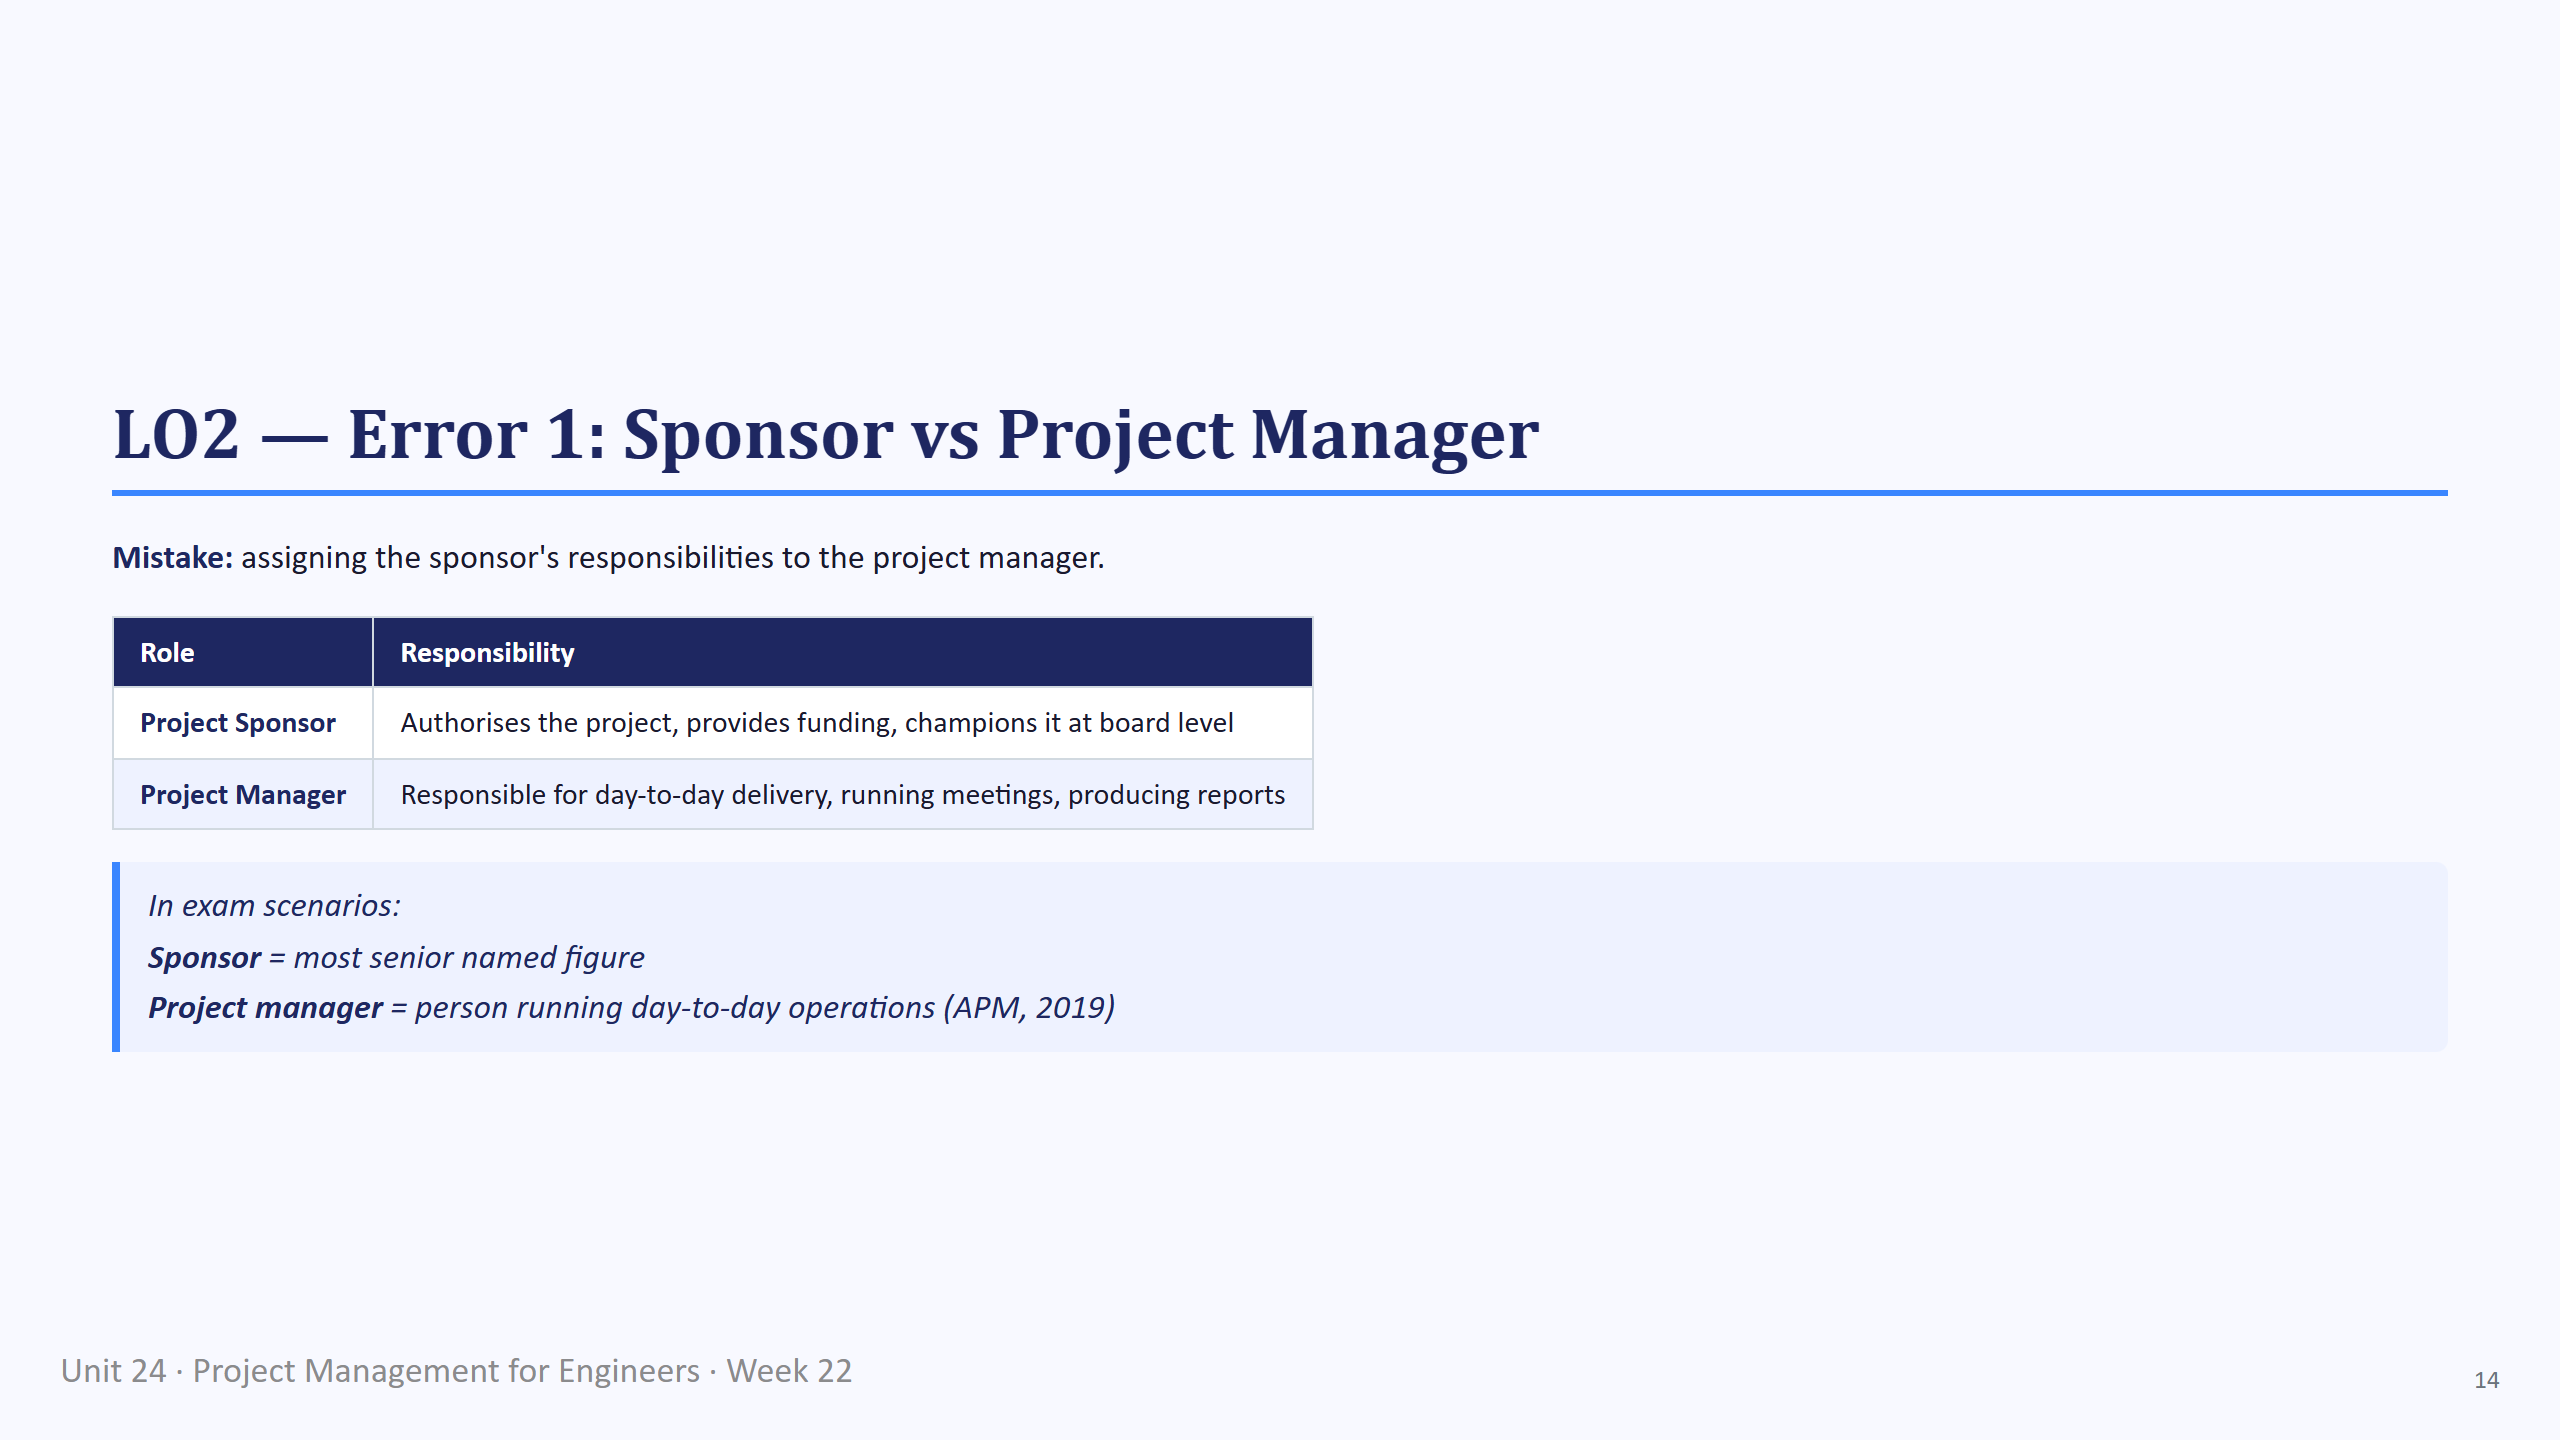 LO2 — Error 1: Sponsor vs Project Manager
Mistake: assigning the sponsor's responsibilities to the project manager.
Role Responsibility
Project Sponsor Authorises the project, provides funding, champions it at board level
Project Manager Responsible for day-to-day delivery, running meetings, producing reports
In exam scenarios:
Sponsor = most senior named figure
Project manager = person running day-to-day operations (APM, 2019)
Unit 24 · Project Management for Engineers · Week 22
14